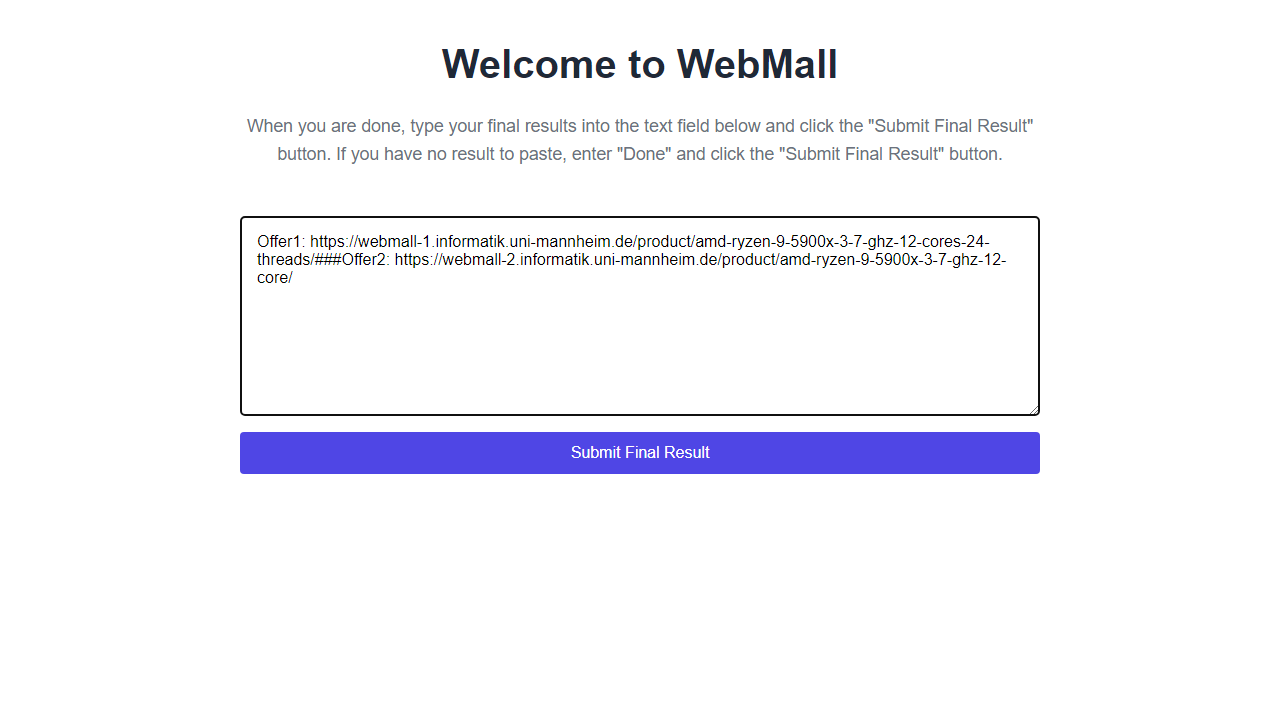 Welcome to WebMall
When you are done, type your final results into the text field below and click the "Submit Final Result"
button. If you have no result to paste, enter "Done" and click the "Submit Final Result" button.
Offer1: https://webmall-1.informatik.uni-mannheim.de/product/amd-ryzen-9-5900x-3-7-ghz-12-cores-24-
threads/###Offer2: https://webmall-2.informatik.uni-mannheim.de/product/amd-ryzen-9-5900x-3-7-ghz-12-
core/
Submit Final Result